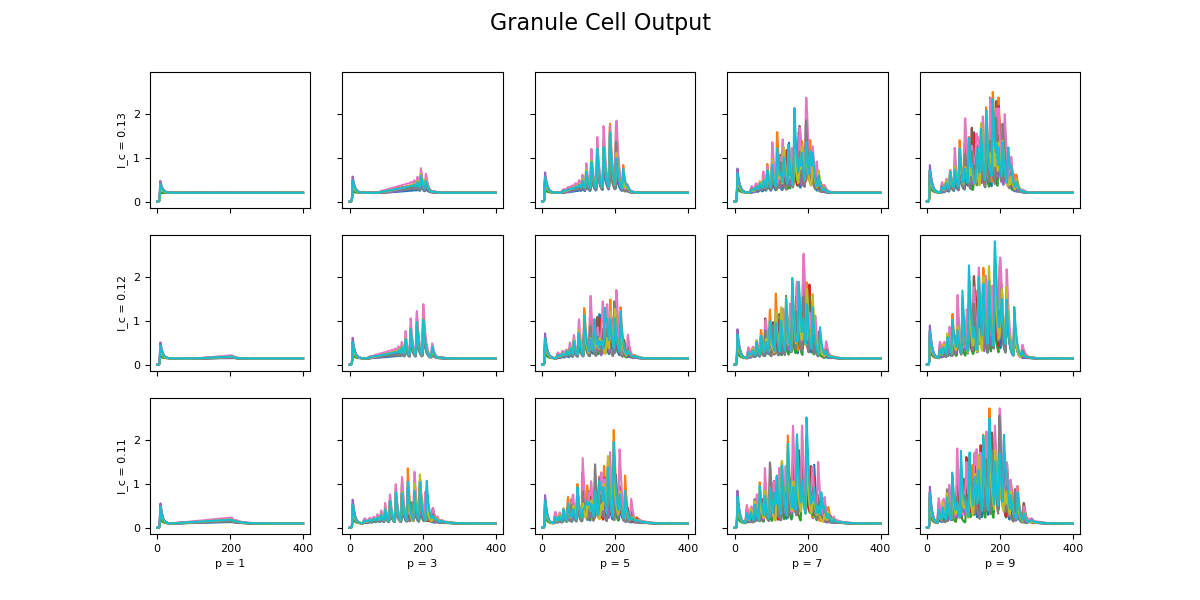 Granule Cell Output
I_c = 0.13
2
1
0
I_c = 0.12
2
1
0
I_c = 0.11
2
1
0
0 200 400
0 200 400
0 200 400
0 200 400
0 200 400
p = 1
p = 3
p = 5
p = 7
p = 9